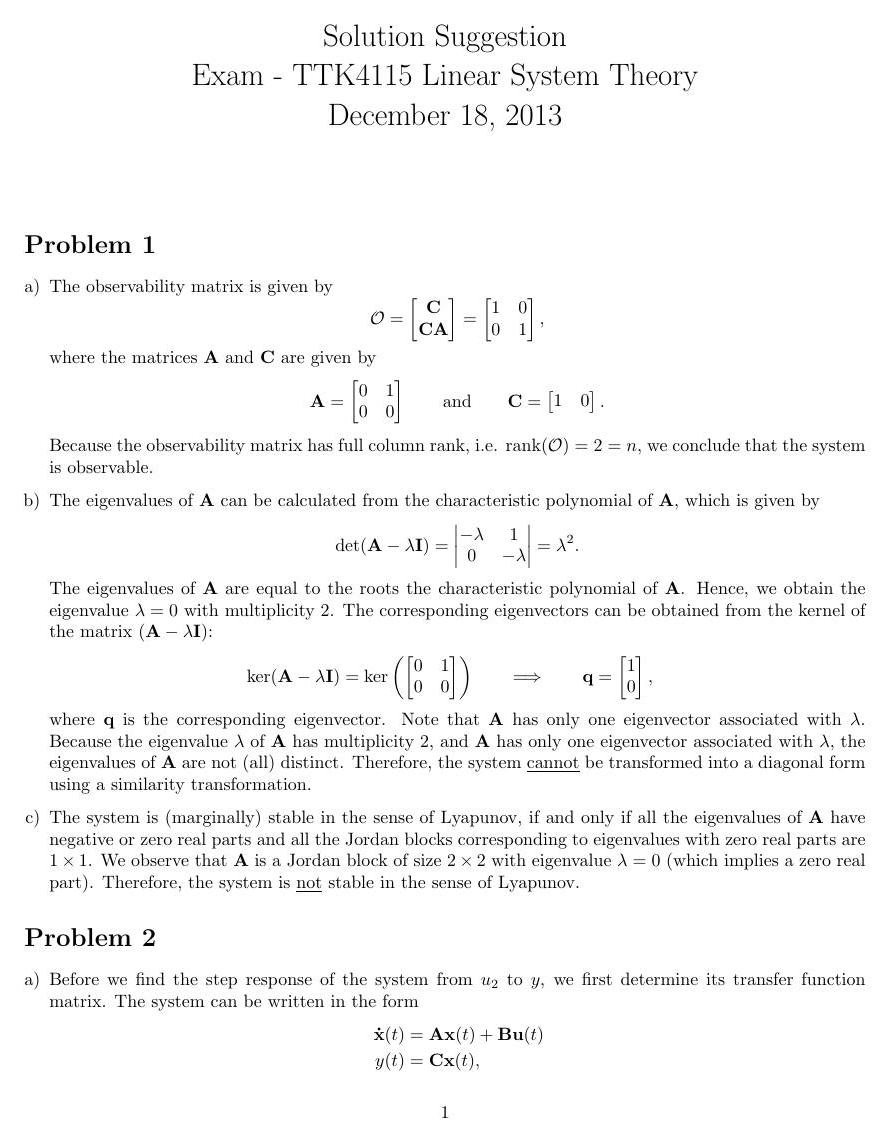 Solution Suggestion
Exam - TTK4115 Linear System Theory
December 18, 2013
Problem 1
a) The observability matrix is given by
𝒪 = [C; CA] = [1 0; 0 1],
where the matrices A and C are given by
A = [0 1; 0 0] and C = [1 0].
Because the observability matrix has full column rank, i.e. rank(𝒪) = 2 = n, we conclude that the system
is observable.
b) The eigenvalues of A can be calculated from the characteristic polynomial of A, which is given by
det(A − λI) = |−λ 1; 0 −λ| = λ².
The eigenvalues of A are equal to the roots the characteristic polynomial of A. Hence, we obtain the
eigenvalue λ = 0 with multiplicity 2. The corresponding eigenvectors can be obtained from the kernel of
the matrix (A − λI):
ker(A − λI) = ker([0 1; 0 0]) ⟹ q = [1; 0],
where q is the corresponding eigenvector. Note that A has only one eigenvector associated with λ.
Because the eigenvalue λ of A has multiplicity 2, and A has only one eigenvector associated with λ, the
eigenvalues of A are not (all) distinct. Therefore, the system cannot be transformed into a diagonal form
using a similarity transformation.
c) The system is (marginally) stable in the sense of Lyapunov, if and only if all the eigenvalues of A have
negative or zero real parts and all the Jordan blocks corresponding to eigenvalues with zero real parts are
1 × 1. We observe that A is a Jordan block of size 2 × 2 with eigenvalue λ = 0 (which implies a zero real
part). Therefore, the system is not stable in the sense of Lyapunov.
Problem 2
a) Before we find the step response of the system from u₂ to y, we first determine its transfer function
matrix. The system can be written in the form
ẋ(t) = Ax(t) + Bu(t)
y(t) = Cx(t),
1